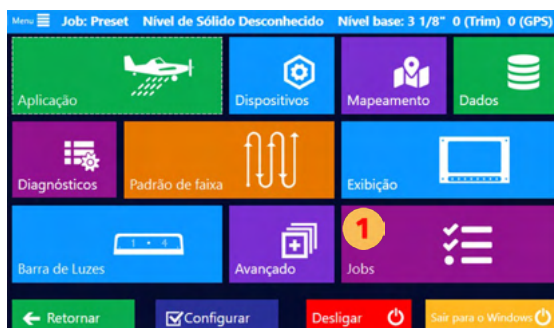 Menu Job: Preset Nível de Sólido Desconhecido Nível base: 3 1/8" 0 (Trim) 0 (GPS)
Aplicação Dispositivos Mapeamento Dados
Diagnósticos Padrão de faixa Exibição
1 • 4
1
Barra de Luzes Avançado Jobs
Retornar Configurar Desligar Sair para o Windows